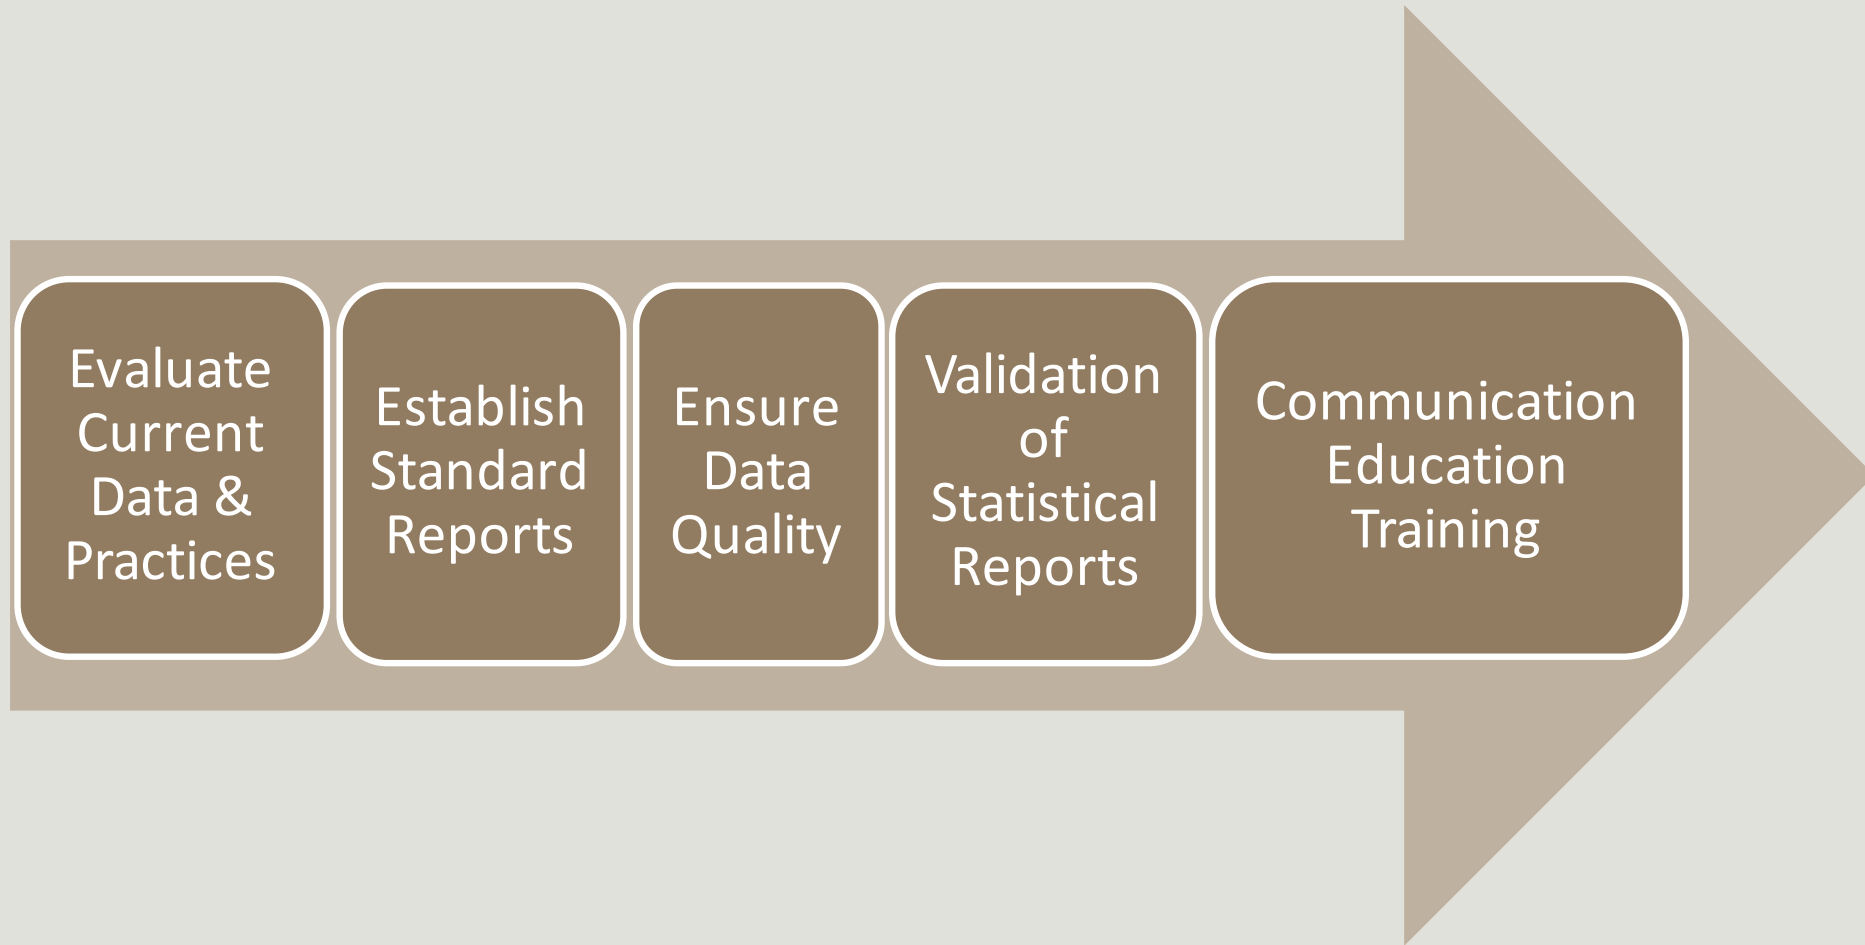 Evaluate
Current
Data &
Practices
Establish
Standard
Reports
Ensure
Data
Quality
Validation
of
Statistical
Reports
Communication
Education
Training